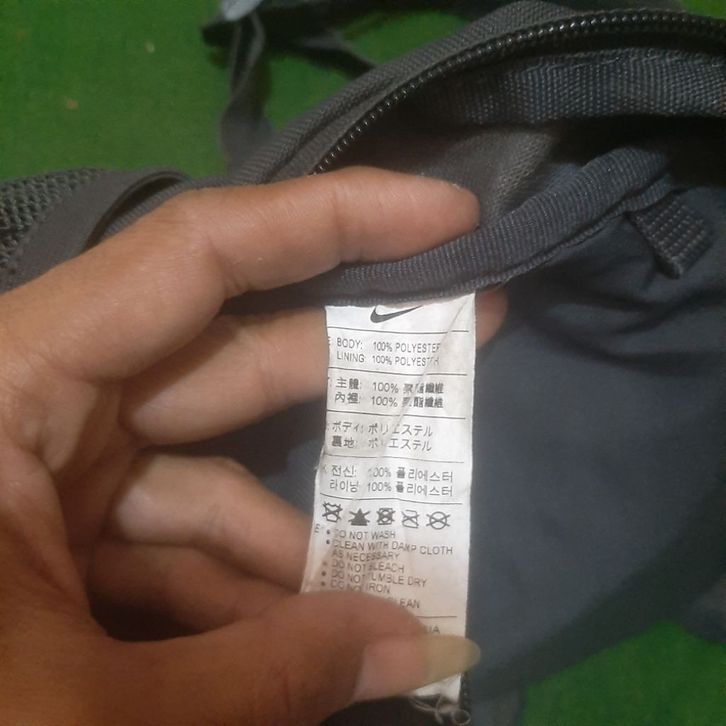 BODY: 100% POLYESTER
LINING: 100% POLYESTER
主體: 100% 聚酯纖維
內裡: 100% 聚酯纖維
ボディ: ポリエステル
裏地: ポリエステル
전신: 100% 폴리에스터
라이닝: 100% 폴리에스터
DO NOT WASH
CLEAN WITH DAMP CLOTH
AS NECESSARY
DO NOT BLEACH
DO NOT TUMBLE DRY
DO NOT IRON